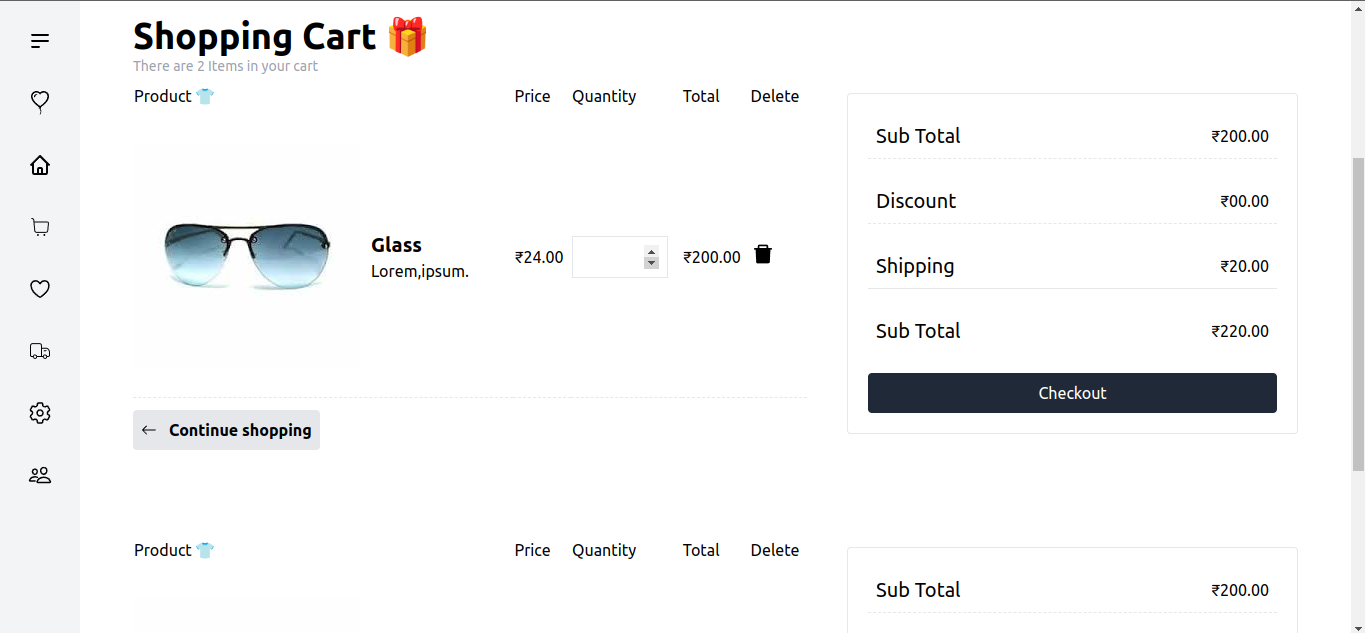 Shopping Cart 🎁
There are 2 Items in your cart
Product 👕 Price Quantity Total Delete
Glass
Lorem,ipsum.
₹24.00 ₹200.00
Continue shopping
Sub Total ₹200.00
Discount ₹00.00
Shipping ₹20.00
Sub Total ₹220.00
Checkout
Product 👕 Price Quantity Total Delete
Sub Total ₹200.00